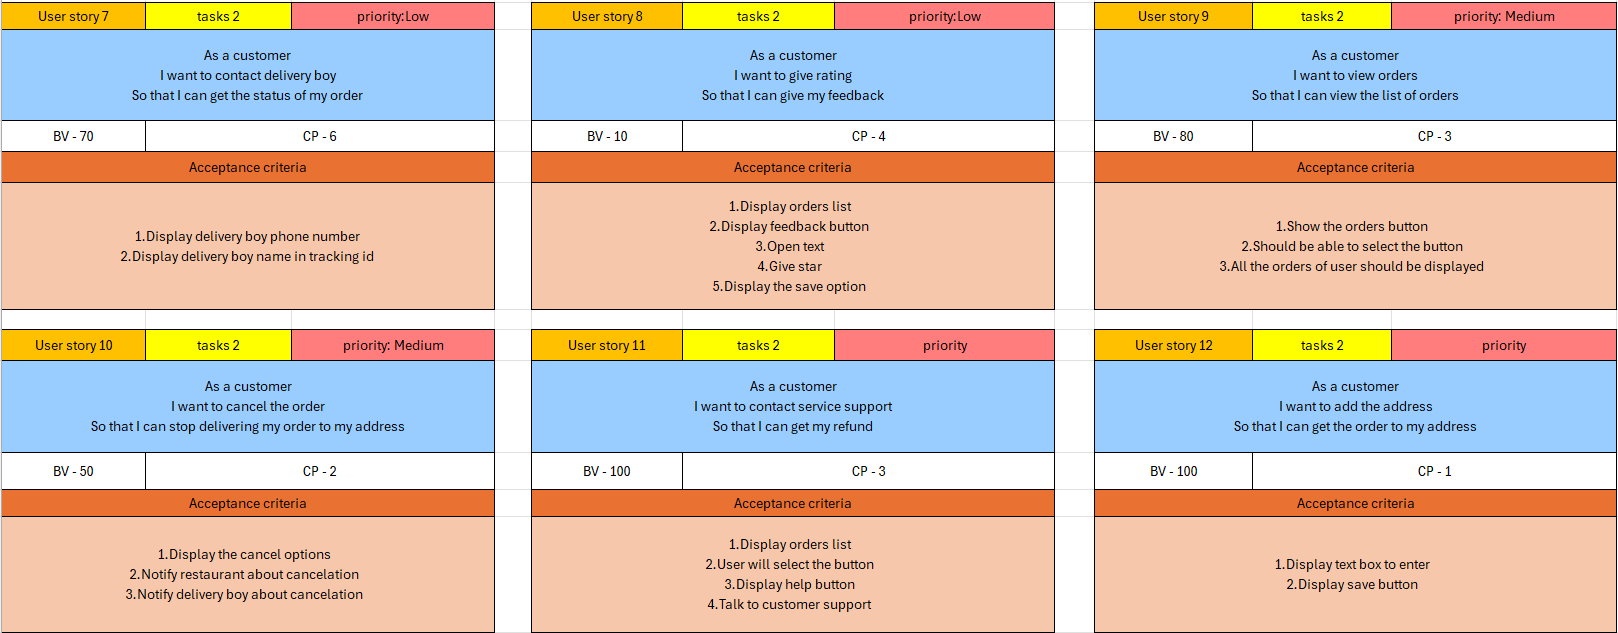 User story 7
tasks 2
priority:Low
As a customer
I want to contact delivery boy
So that I can get the status of my order
BV - 70
CP - 6
Acceptance criteria
1.Display delivery boy phone number
2.Display delivery boy name in tracking id
User story 8
tasks 2
priority:Low
As a customer
I want to give rating
So that I can give my feedback
BV - 10
CP - 4
Acceptance criteria
1.Display orders list
2.Display feedback button
3.Open text
4.Give star
5.Display the save option
User story 9
tasks 2
priority: Medium
As a customer
I want to view orders
So that I can view the list of orders
BV - 80
CP - 3
Acceptance criteria
1.Show the orders button
2.Should be able to select the button
3.All the orders of user should be displayed
User story 10
tasks 2
priority: Medium
As a customer
I want to cancel the order
So that I can stop delivering my order to my address
BV - 50
CP - 2
Acceptance criteria
1.Display the cancel options
2.Notify restaurant about cancelation
3.Notify delivery boy about cancelation
User story 11
tasks 2
priority
As a customer
I want to contact service support
So that I can get my refund
BV - 100
CP - 3
Acceptance criteria
1.Display orders list
2.User will select the button
3.Display help button
4.Talk to customer support
User story 12
tasks 2
priority
As a customer
I want to add the address
So that I can get the order to my address
BV - 100
CP - 1
Acceptance criteria
1.Display text box to enter
2.Display save button